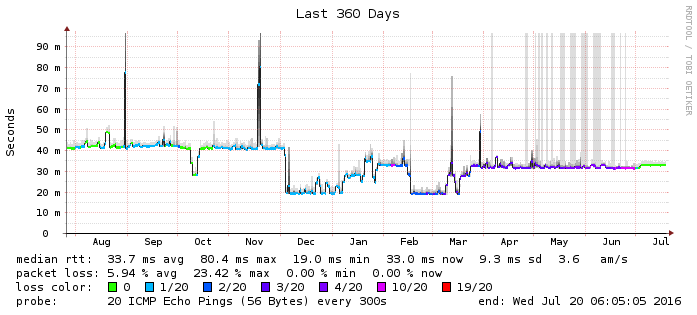 Last 360 Days
RRDTOOL / TOBI OETIKER
Seconds
90 m
80 m
70 m
60 m
50 m
40 m
30 m
20 m
10 m
0
Aug Sep Oct Nov Dec Jan Feb Mar Apr May Jun Jul
median rtt: 33.7 ms avg 80.4 ms max 19.0 ms min 33.0 ms now 9.3 ms sd 3.6 am/s
packet loss: 5.94 % avg 23.42 % max 0.00 % min 0.00 % now
loss color: 0 1/20 2/20 3/20 4/20 10/20 19/20
probe: 20 ICMP Echo Pings (56 Bytes) every 300s end: Wed Jul 20 06:05:05 2016